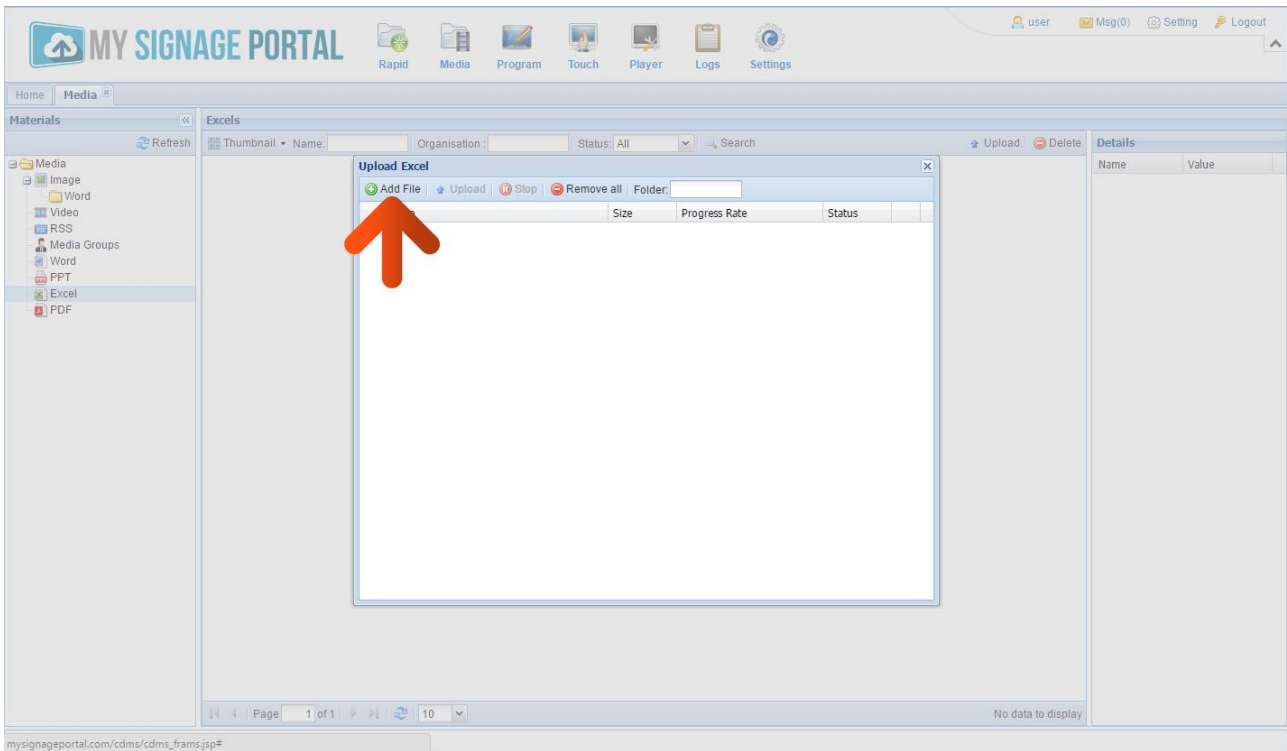 user Msg(0) Setting Logout
MY SIGNAGE PORTAL
Rapid Media Program Touch Player Logs Settings
Home Media
Materials Excels
Refresh Thumbnail Name: Organisation : Status: All Search Upload Delete Details
Name Value
Media
Image
Word
Video
RSS
Media Groups
Word
PPT
Excel
PDF
Upload Excel
Add File Upload Stop Remove all Folder:
Size Progress Rate Status
Page 1 of 1 10 No data to display
mysignageportal.com/cdms/cdms_frams.jsp#